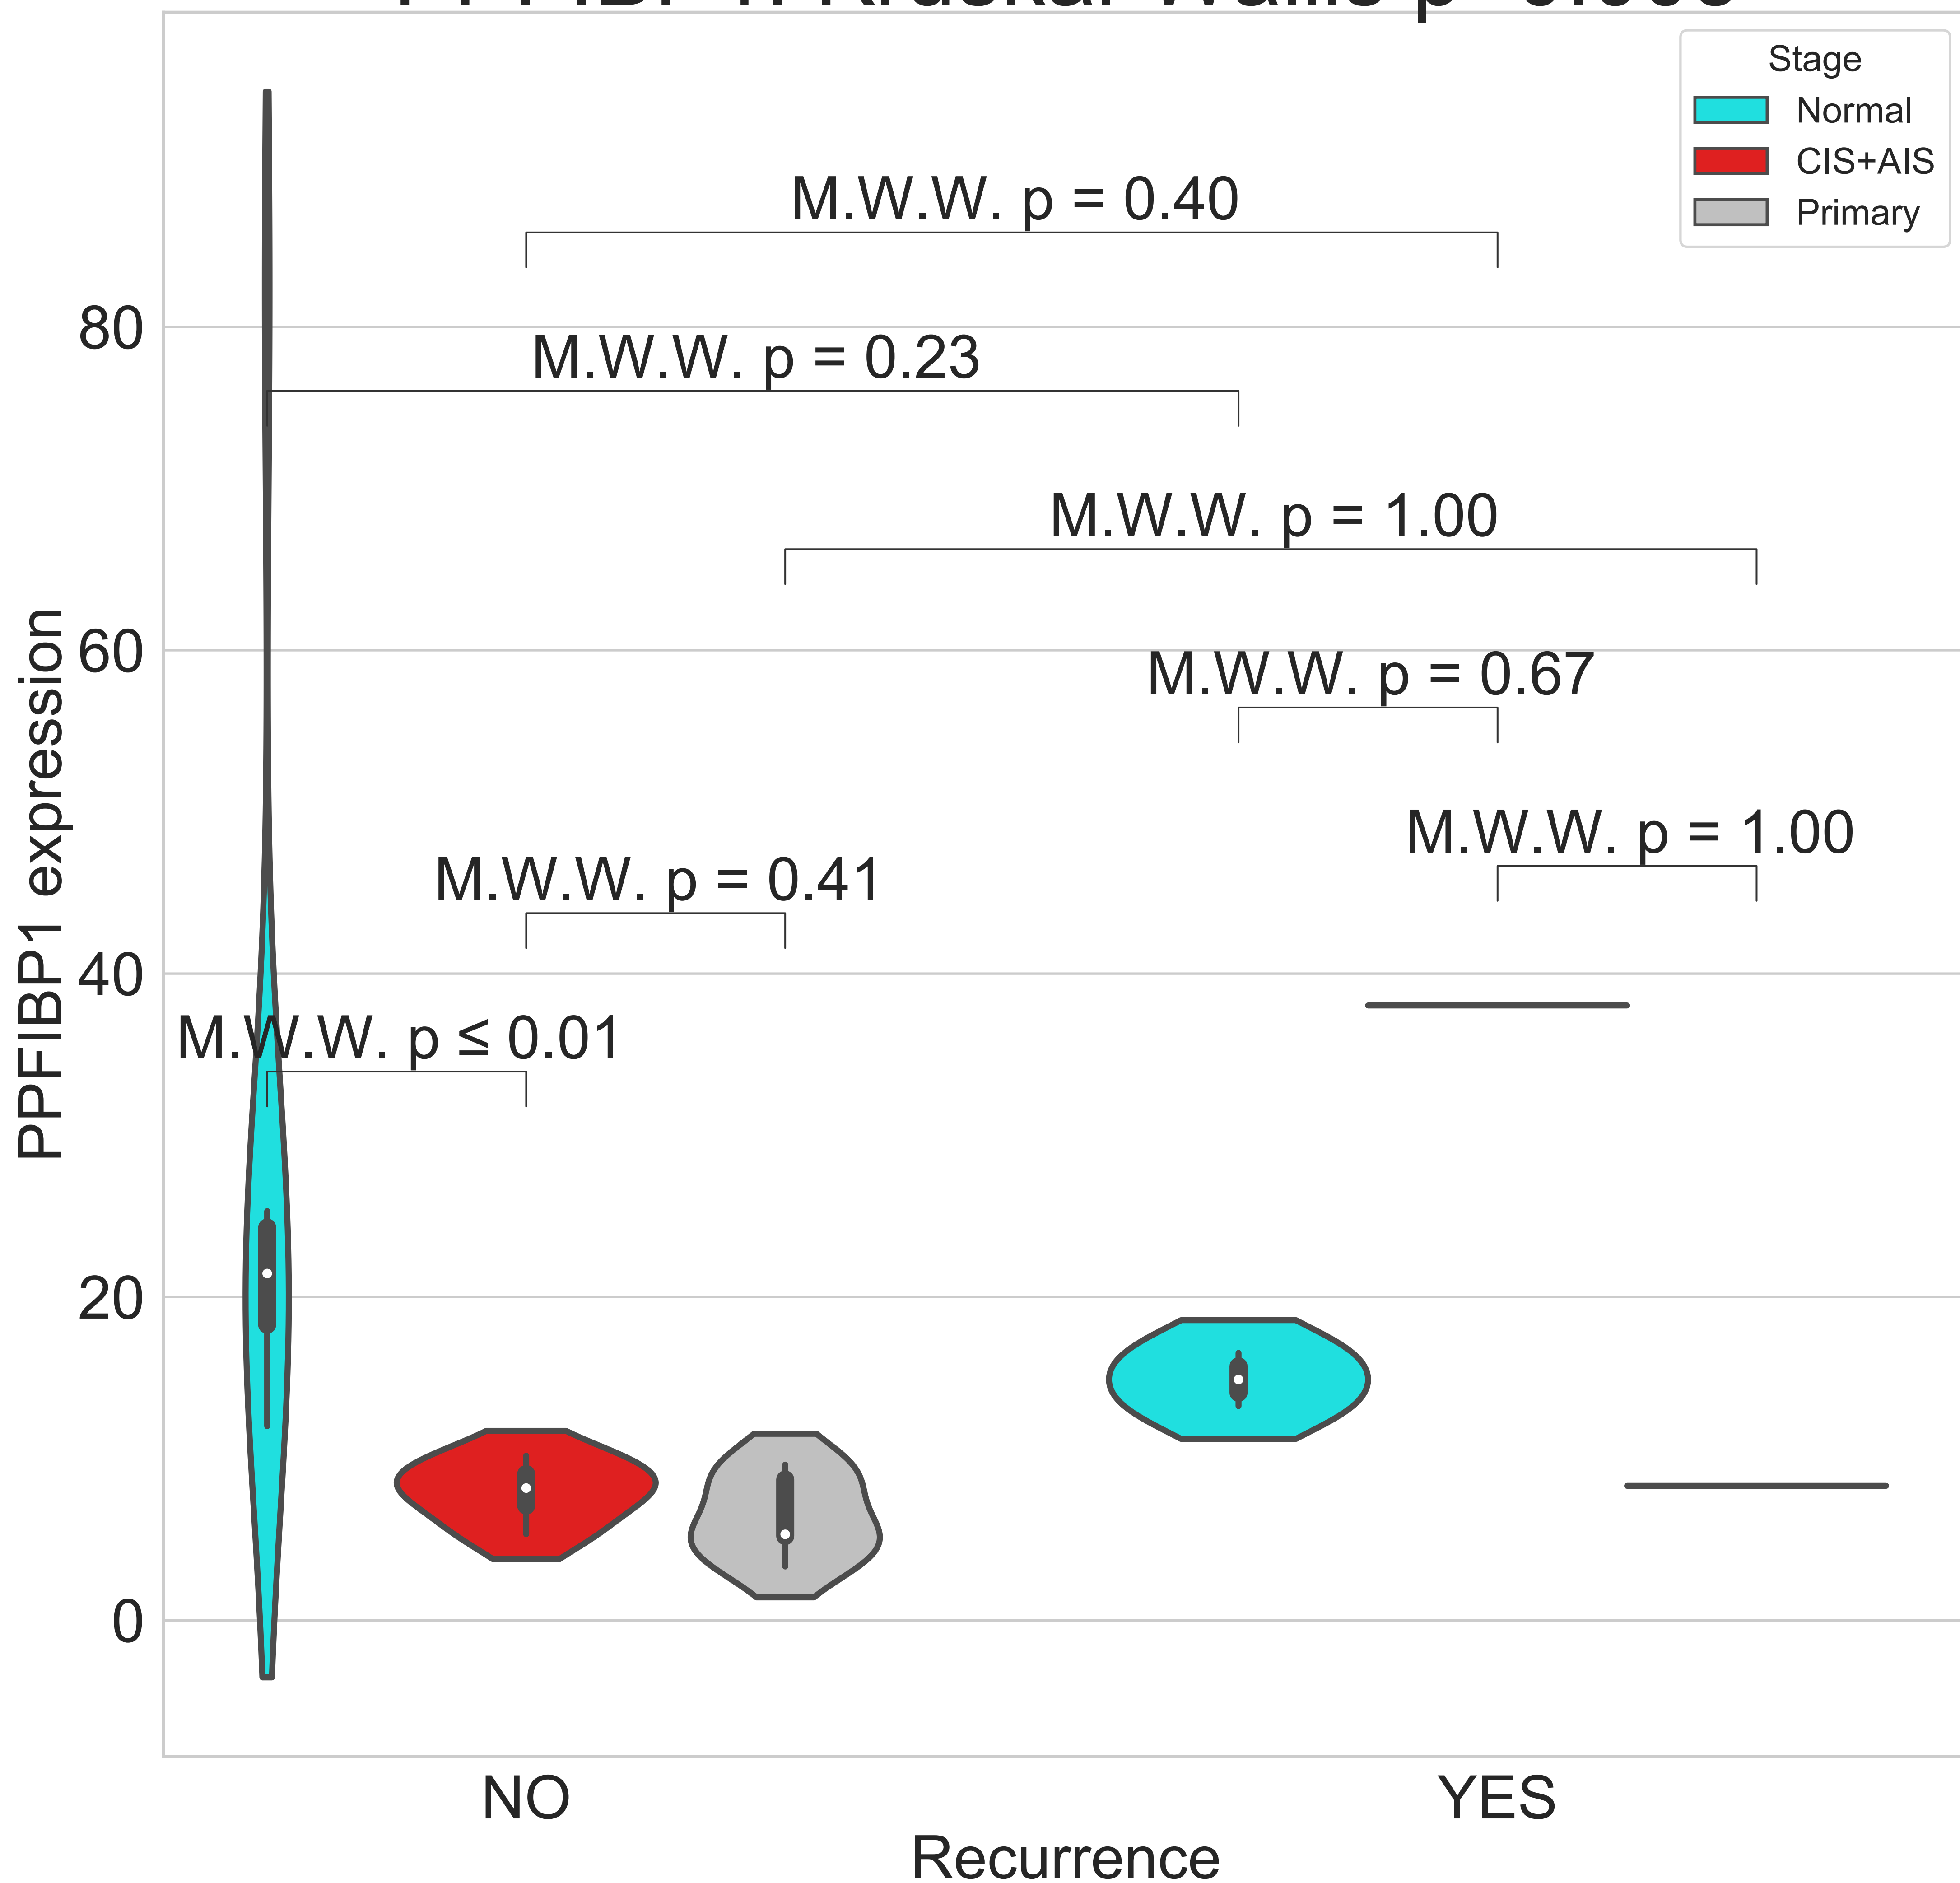 Stage
Normal
CIS+AIS
Primary
M.W.W. p = 0.40
80
M.W.W. p = 0.23
M.W.W. p = 1.00
60
M.W.W. p = 0.67
M.W.W. p = 1.00
M.W.W. p = 0.41
40
M.W.W. p ≤ 0.01
20
0
PPFIBP1 expression
NO
YES
Recurrence